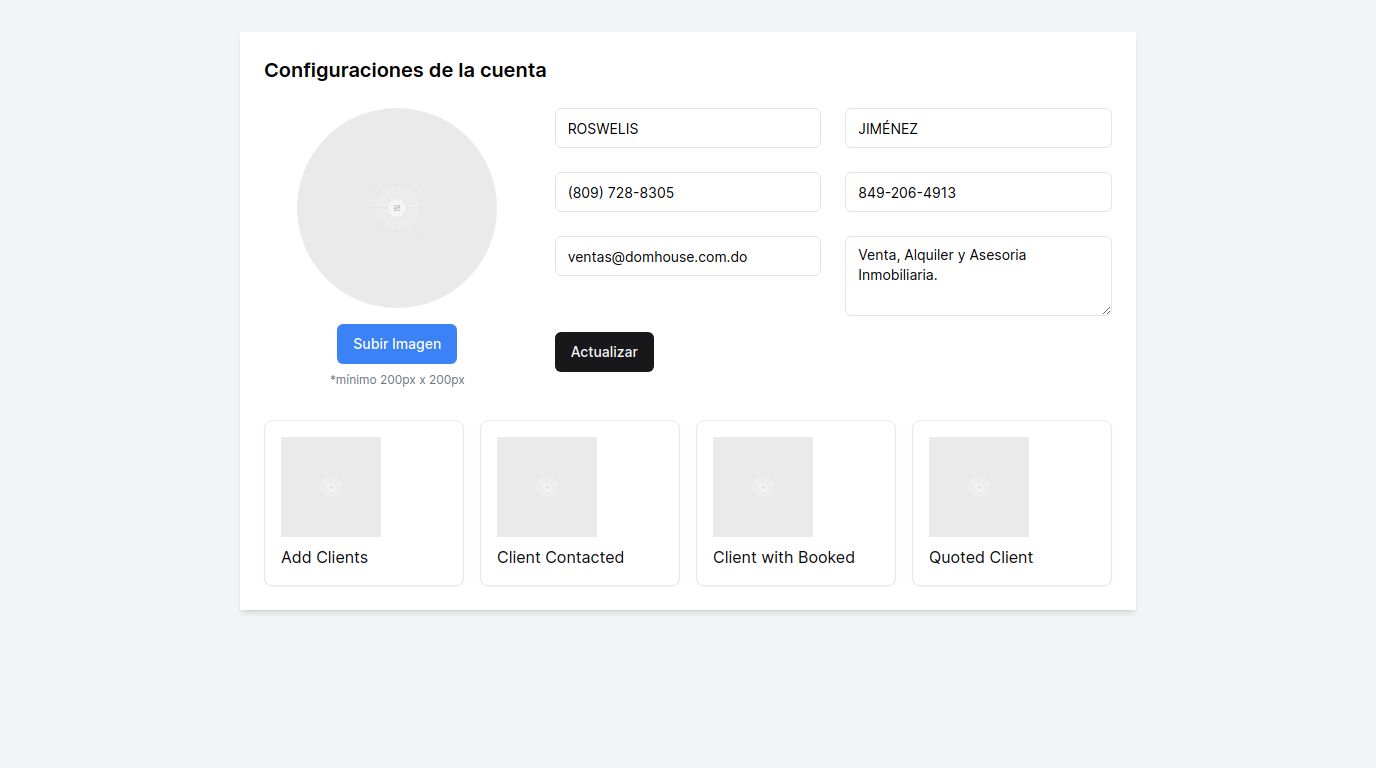 Configuraciones de la cuenta
ROSWELIS
JIMÉNEZ
(809) 728-8305
849-206-4913
ventas@domhouse.com.do
Venta, Alquiler y Asesoria
Inmobiliaria.
Subir Imagen
*mínimo 200px x 200px
Actualizar
Add Clients
Client Contacted
Client with Booked
Quoted Client